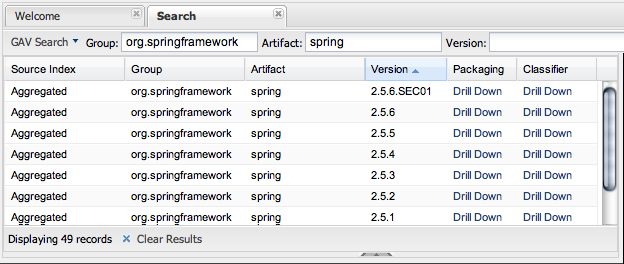 Welcome Search
GAV Search Group: org.springframework Artifact: spring Version:
Source Index Group Artifact Version Packaging Classifier
Aggregated org.springframework spring 2.5.6.SEC01 Drill Down Drill Down
Aggregated org.springframework spring 2.5.6 Drill Down Drill Down
Aggregated org.springframework spring 2.5.5 Drill Down Drill Down
Aggregated org.springframework spring 2.5.4 Drill Down Drill Down
Aggregated org.springframework spring 2.5.3 Drill Down Drill Down
Aggregated org.springframework spring 2.5.2 Drill Down Drill Down
Aggregated org.springframework spring 2.5.1 Drill Down Drill Down
Displaying 49 records Clear Results